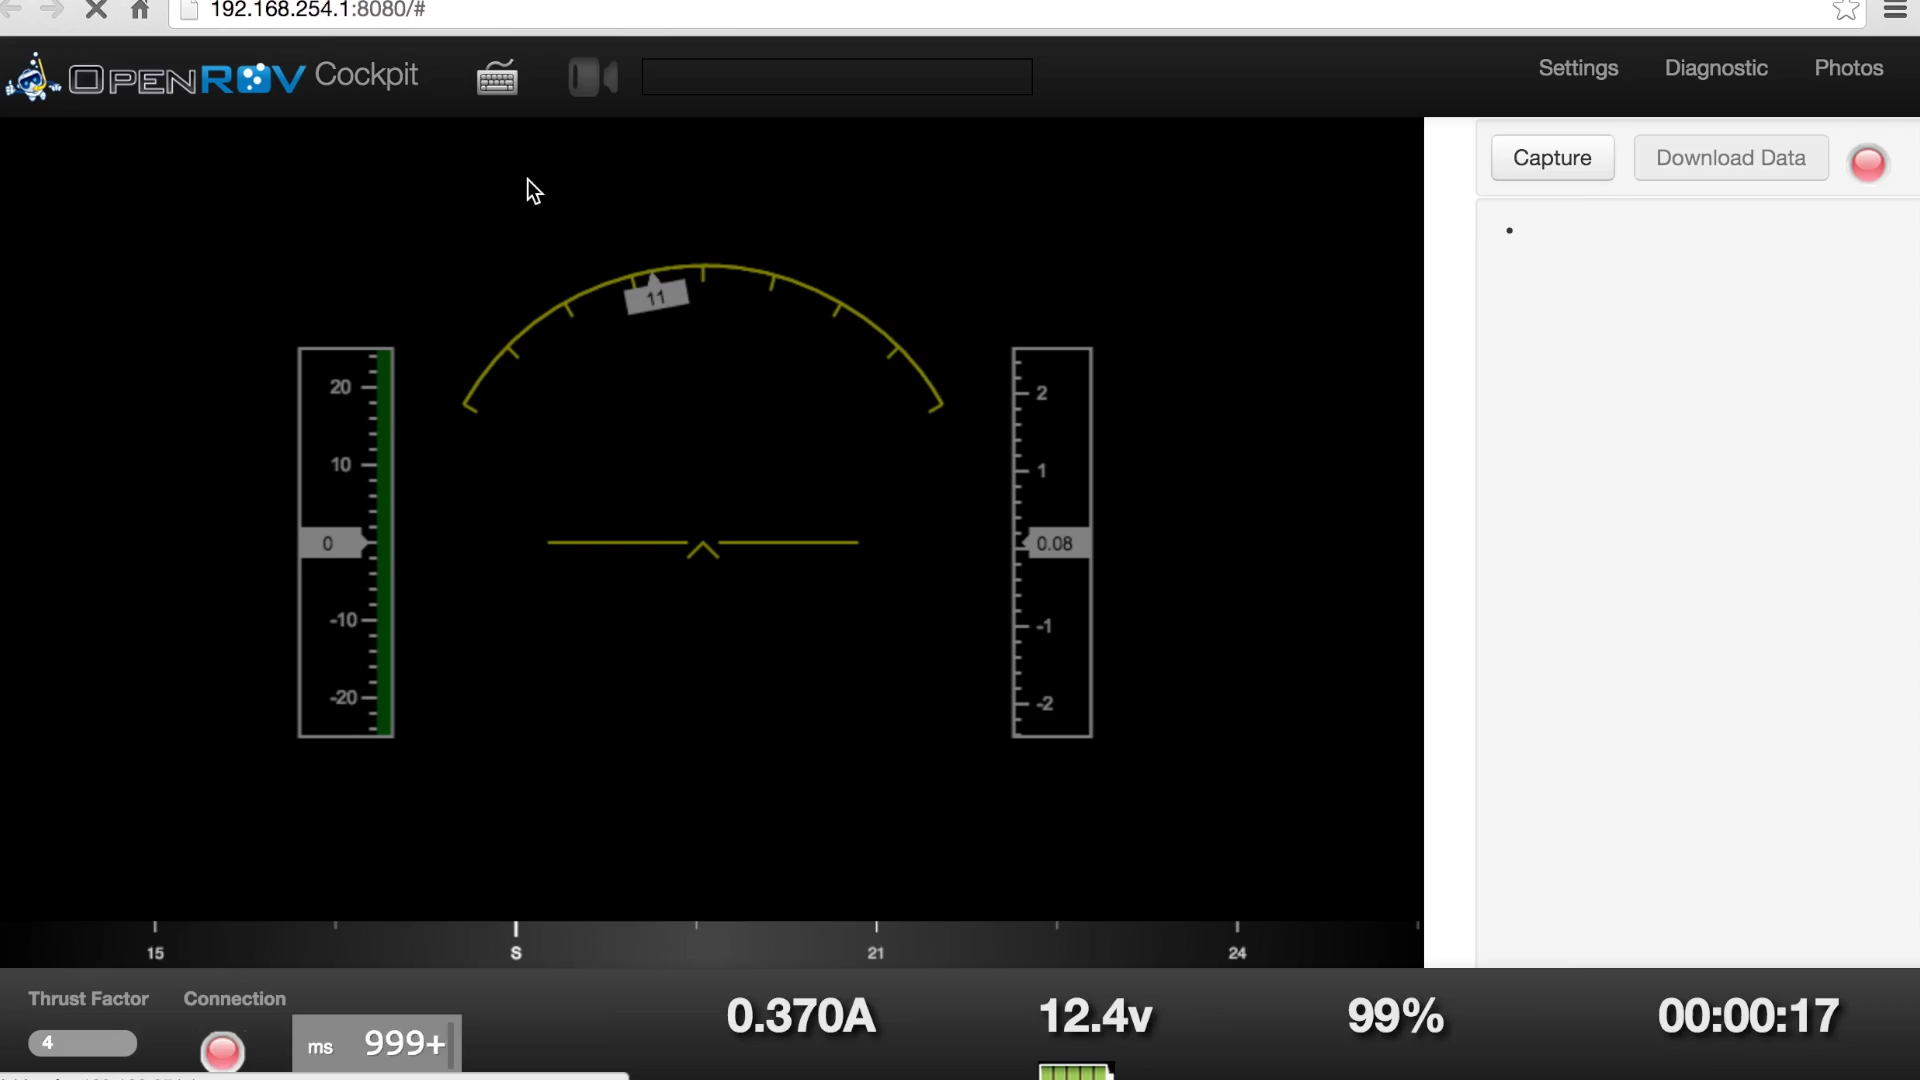 192.168.254.1:8080/#
OPENROV Cockpit
Settings Diagnostic Photos
Capture Download Data
11
20
10
0
-10
-20
2
1
0.08
-1
-2
15 S 21 24
Thrust Factor Connection
4
ms 999+
0.370A 12.4v 99% 00:00:17